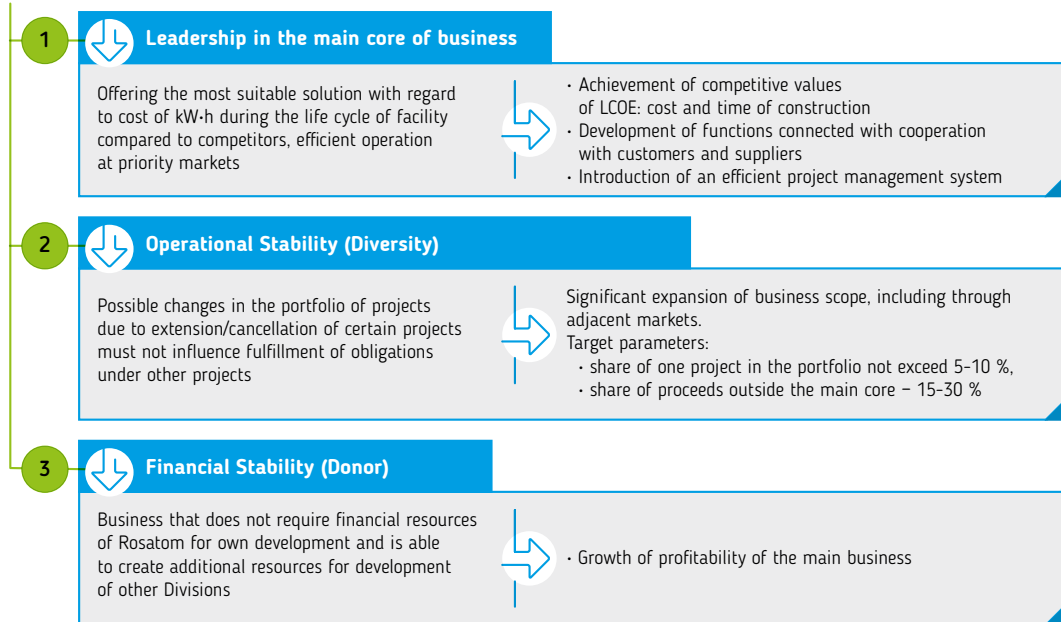 1
Leadership in the main core of business
Offering the most suitable solution with regard
to cost of kW·h during the life cycle of facility
compared to competitors, efficient operation
at priority markets
· Achievement of competitive values
of LCOE: cost and time of construction
· Development of functions connected with cooperation
with customers and suppliers
· Introduction of an efficient project management system
2
Operational Stability (Diversity)
Possible changes in the portfolio of projects
due to extension/cancellation of certain projects
must not influence fulfillment of obligations
under other projects
Significant expansion of business scope, including through
adjacent markets.
Target parameters:
· share of one project in the portfolio not exceed 5-10 %,
· share of proceeds outside the main core – 15-30 %
3
Financial Stability (Donor)
Business that does not require financial resources
of Rosatom for own development and is able
to create additional resources for development
of other Divisions
· Growth of profitability of the main business